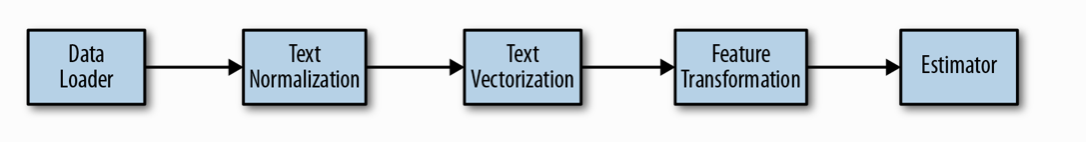 Data
Loader
Text
Normalization
Text
Vectorization
Feature
Transformation
Estimator